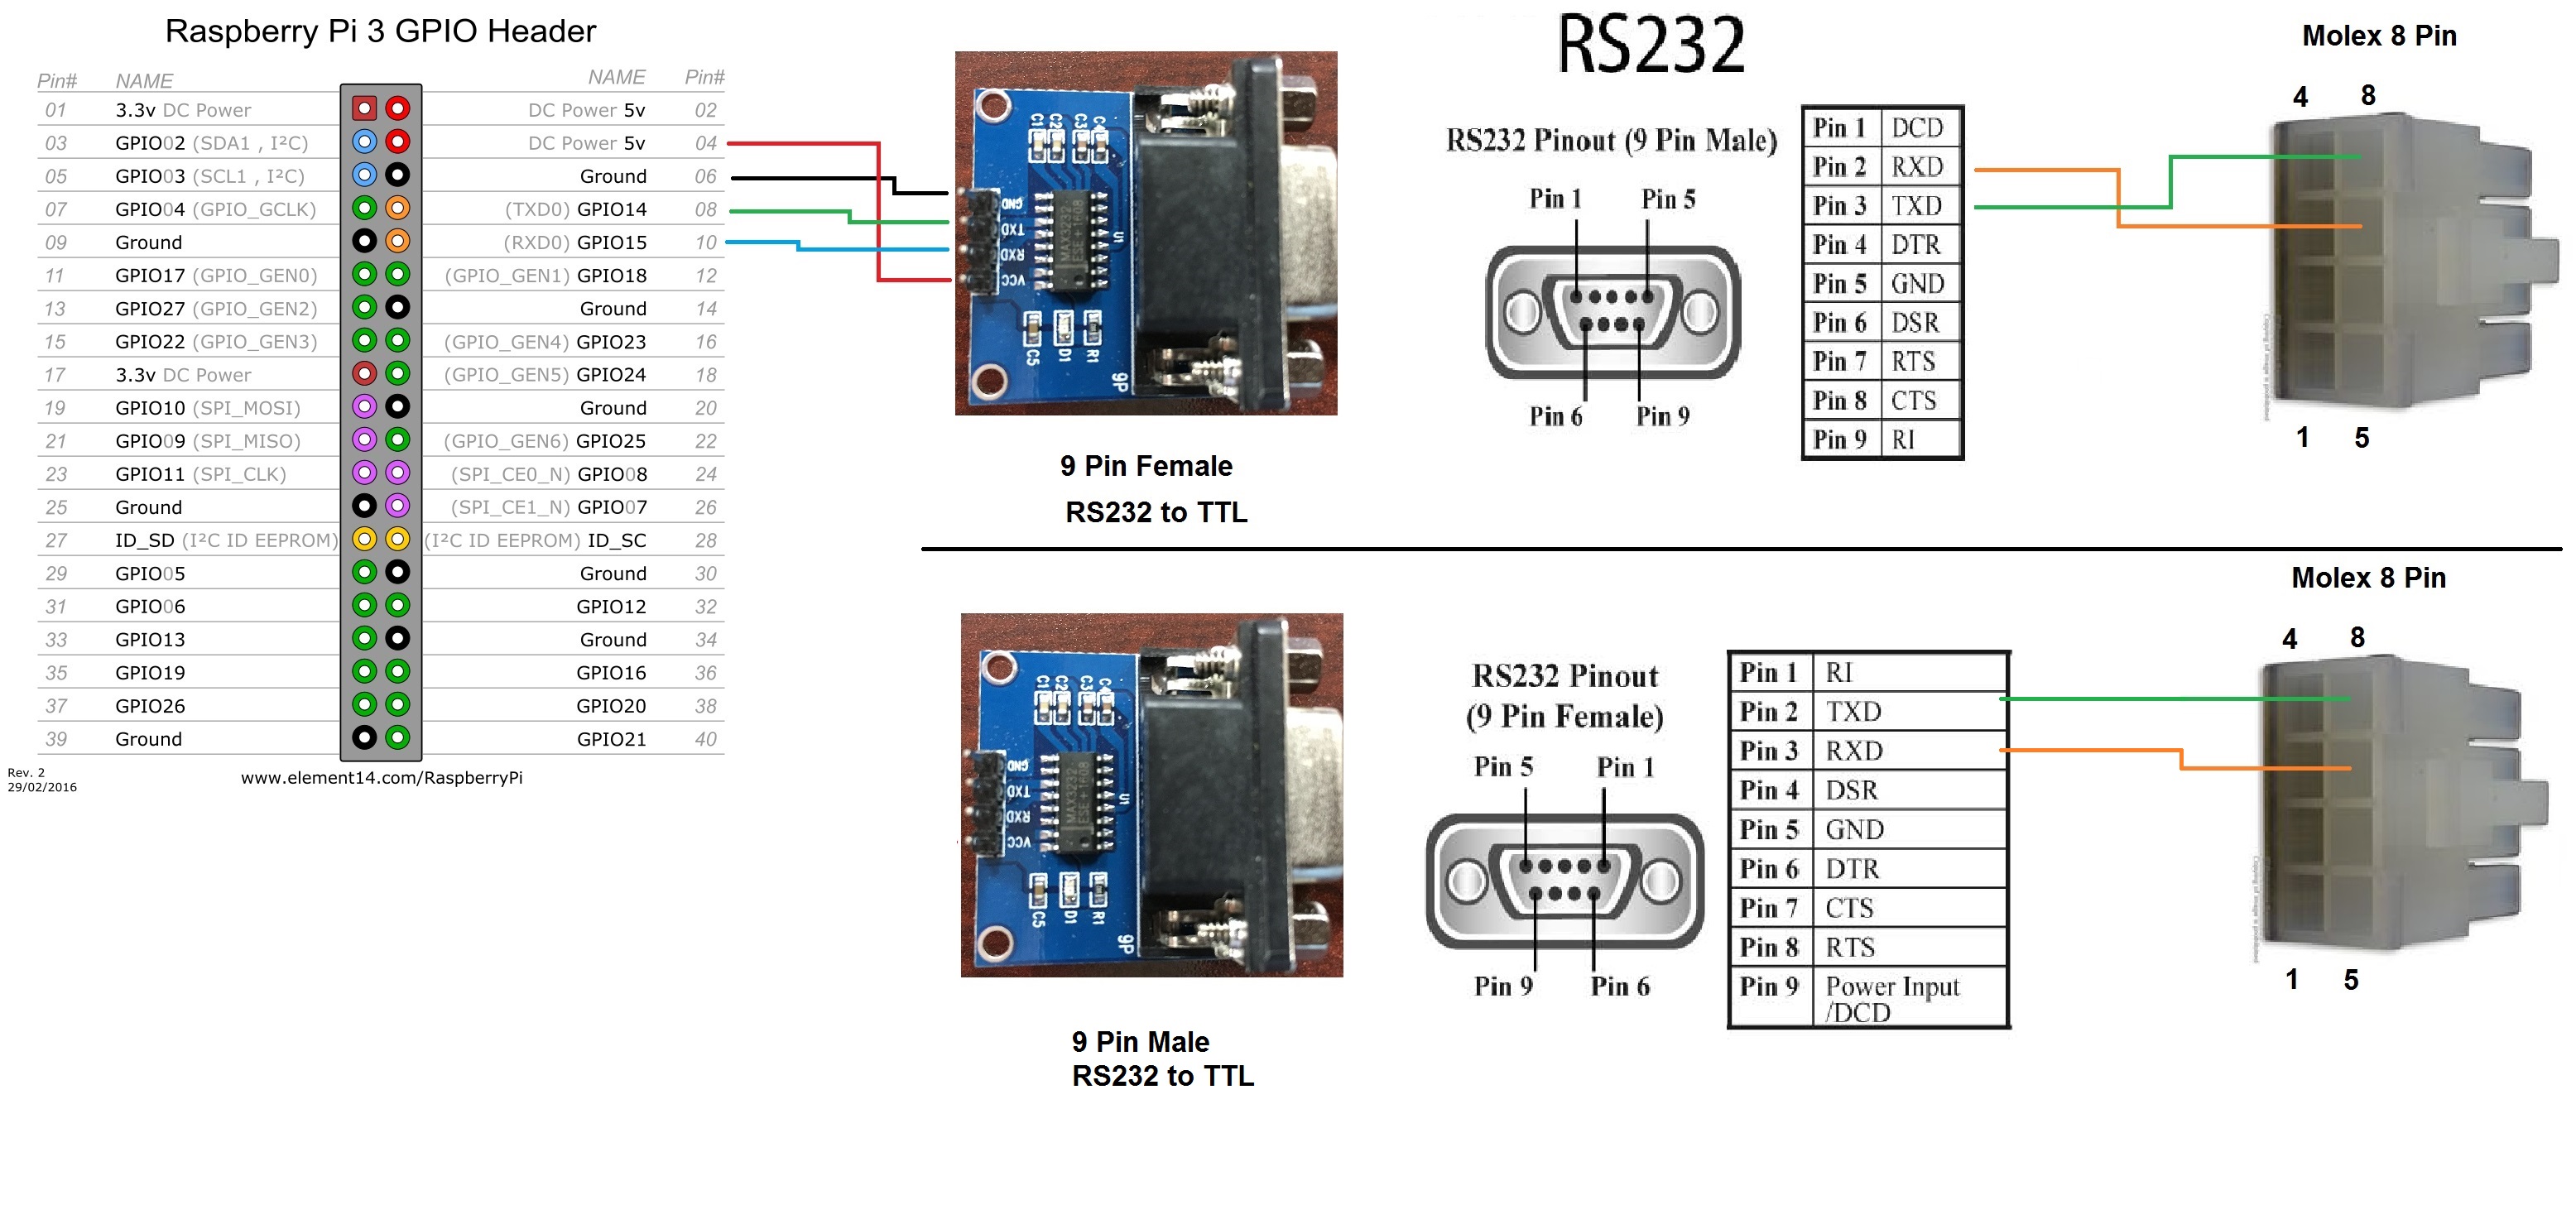 Raspberry Pi 3 GPIO Header
Pin# NAME NAME Pin#
01 3.3v DC Power DC Power 5v 02
03 GPIO02 (SDA1 , I²C) DC Power 5v 04
05 GPIO03 (SCL1 , I²C) Ground 06
07 GPIO04 (GPIO_GCLK) (TXD0) GPIO14 08
09 Ground (RXD0) GPIO15 10
11 GPIO17 (GPIO_GEN0) (GPIO_GEN1) GPIO18 12
13 GPIO27 (GPIO_GEN2) Ground 14
15 GPIO22 (GPIO_GEN3) (GPIO_GEN4) GPIO23 16
17 3.3v DC Power (GPIO_GEN5) GPIO24 18
19 GPIO10 (SPI_MOSI) Ground 20
21 GPIO09 (SPI_MISO) (GPIO_GEN6) GPIO25 22
23 GPIO11 (SPI_CLK) (SPI_CE0_N) GPIO08 24
25 Ground (SPI_CE1_N) GPIO07 26
27 ID_SD (I²C ID EEPROM) (I²C ID EEPROM) ID_SC 28
29 GPIO05 Ground 30
31 GPIO06 GPIO12 32
33 GPIO13 Ground 34
35 GPIO19 GPIO16 36
37 GPIO26 GPIO20 38
39 Ground GPIO21 40
Rev. 2
29/02/2016
www.element14.com/RaspberryPi
C1 C2 C3 C4
GND
TXD
RXD
VCC
U1
MAX3232
C5 D1 R1
9P
9 Pin Female
RS232 to TTL
RS232
RS232 Pinout (9 Pin Male)
Pin 1 Pin 5
Pin 6 Pin 9
Pin 1 DCD
Pin 2 RXD
Pin 3 TXD
Pin 4 DTR
Pin 5 GND
Pin 6 DSR
Pin 7 RTS
Pin 8 CTS
Pin 9 RI
Molex 8 Pin
4 8
1 5
C1 C2 C3 C4
GND
TXD
RXD
VCC
U1
MAX3232
ESE+1608
C5 D1 R1
9P
9 Pin Male
RS232 to TTL
RS232 Pinout
(9 Pin Female)
Pin 5 Pin 1
Pin 9 Pin 6
Pin 1 RI
Pin 2 TXD
Pin 3 RXD
Pin 4 DSR
Pin 5 GND
Pin 6 DTR
Pin 7 CTS
Pin 8 RTS
Pin 9 Power Input
/DCD
Molex 8 Pin
4 8
1 5